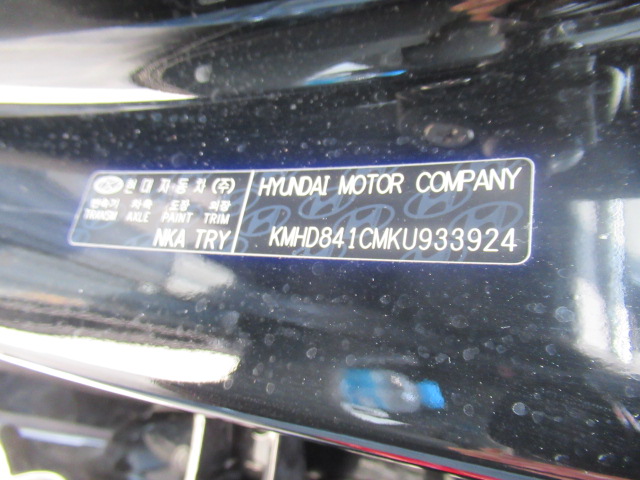 현대자동차(주)
변속기 차축 도장 의장
TRANSM AXLE PAINT TRIM
NKA TRY
HYUNDAI MOTOR COMPANY
KMHD841CMKU933924